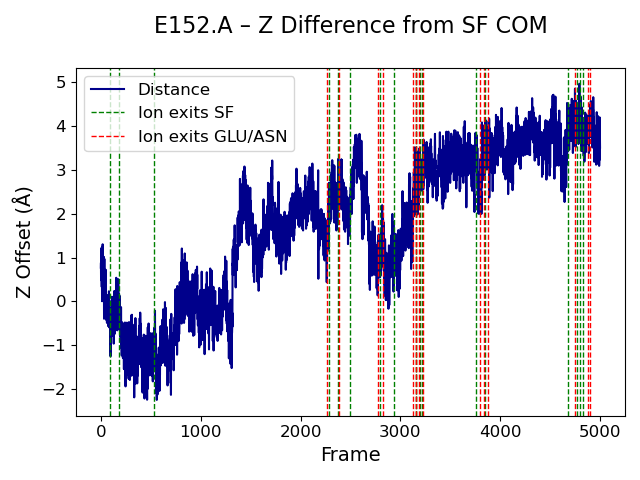 E152.A – Z Difference from SF COM
Distance
Ion exits SF
Ion exits GLU/ASN
5
4
3
2
1
0
−1
−2
Z Offset (Å)
0 1000 2000 3000 4000 5000
Frame